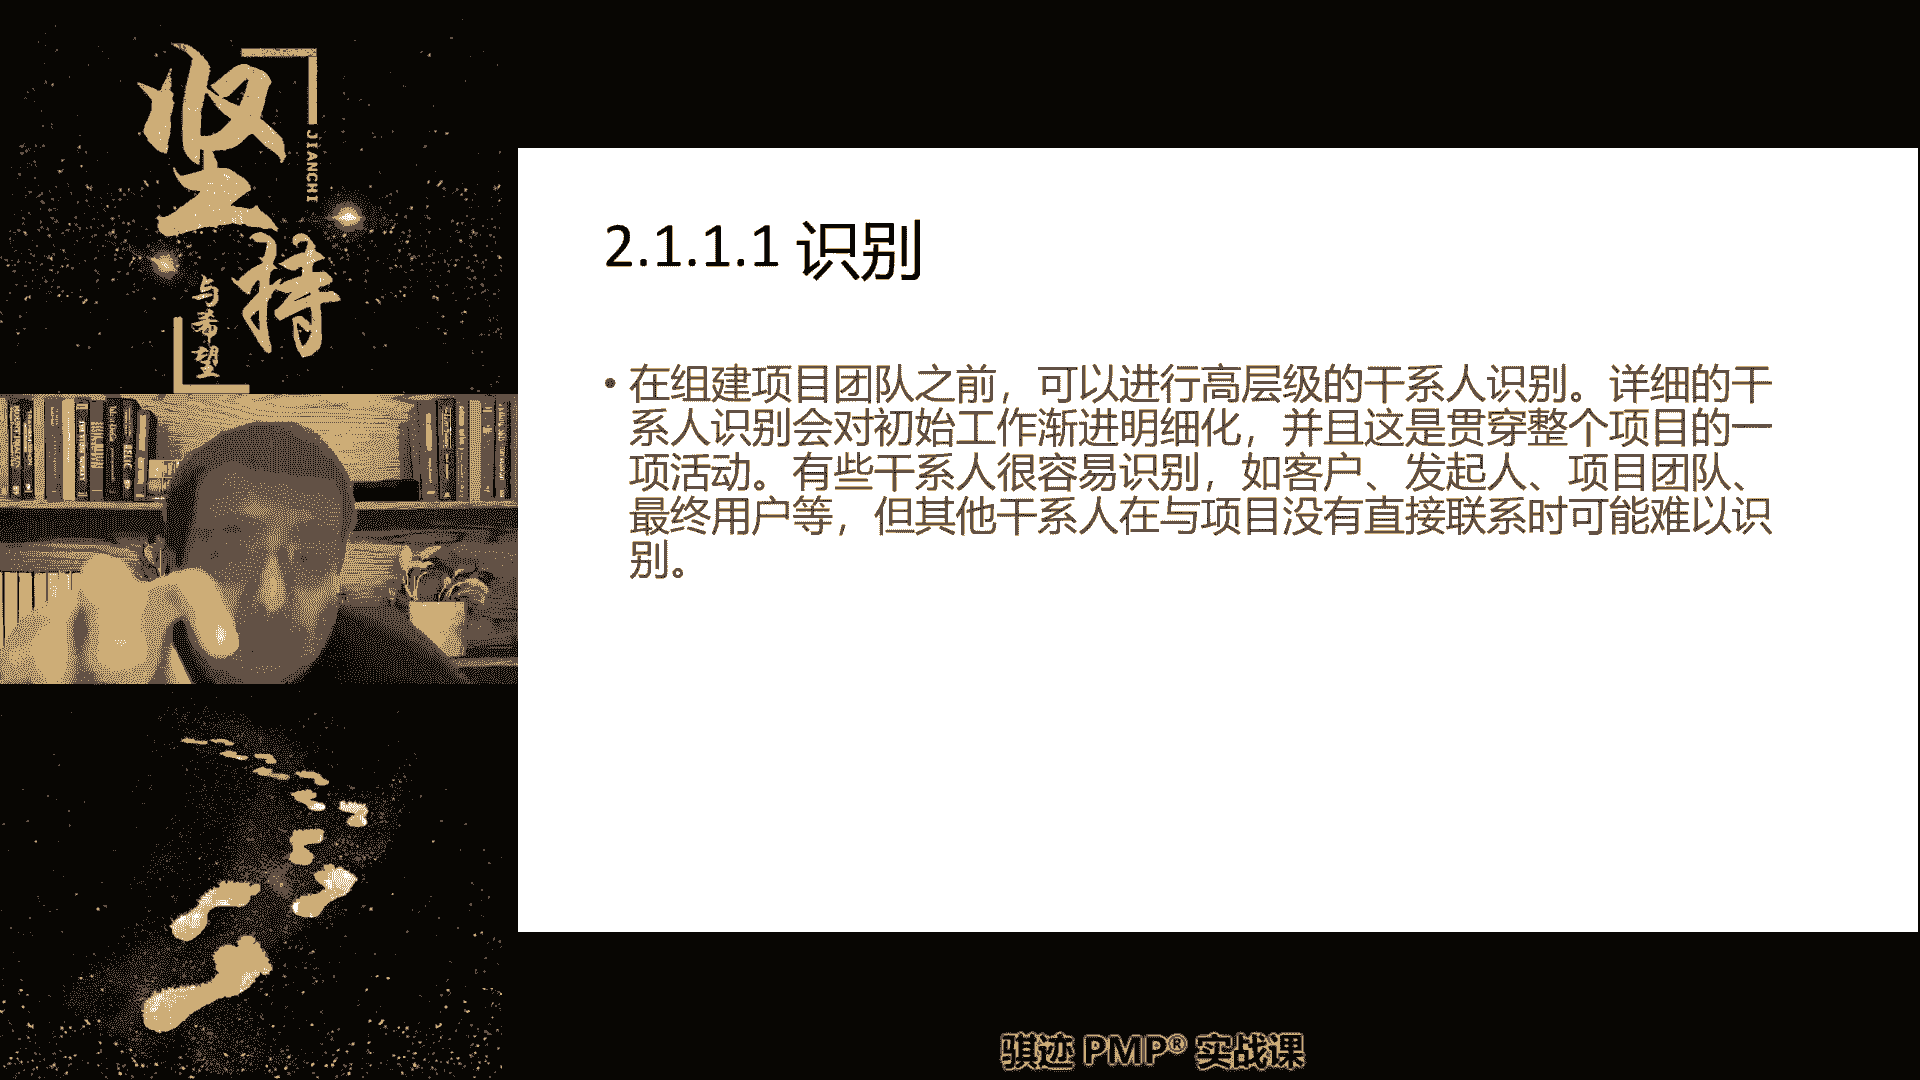 坚持
JIANCHI
与希望
2.1.1.1 识别
• 在组建项目团队之前，可以进行高层级的干系人识别。详细的干
系人识别会对初始工作渐进明细化，并且这是贯穿整个项目的一
项活动。有些干系人很容易识别，如客户、发起人、项目团队、
最终用户等，但其他干系人在与项目没有直接联系时可能难以识
别。
骐迹 PMP® 实战课